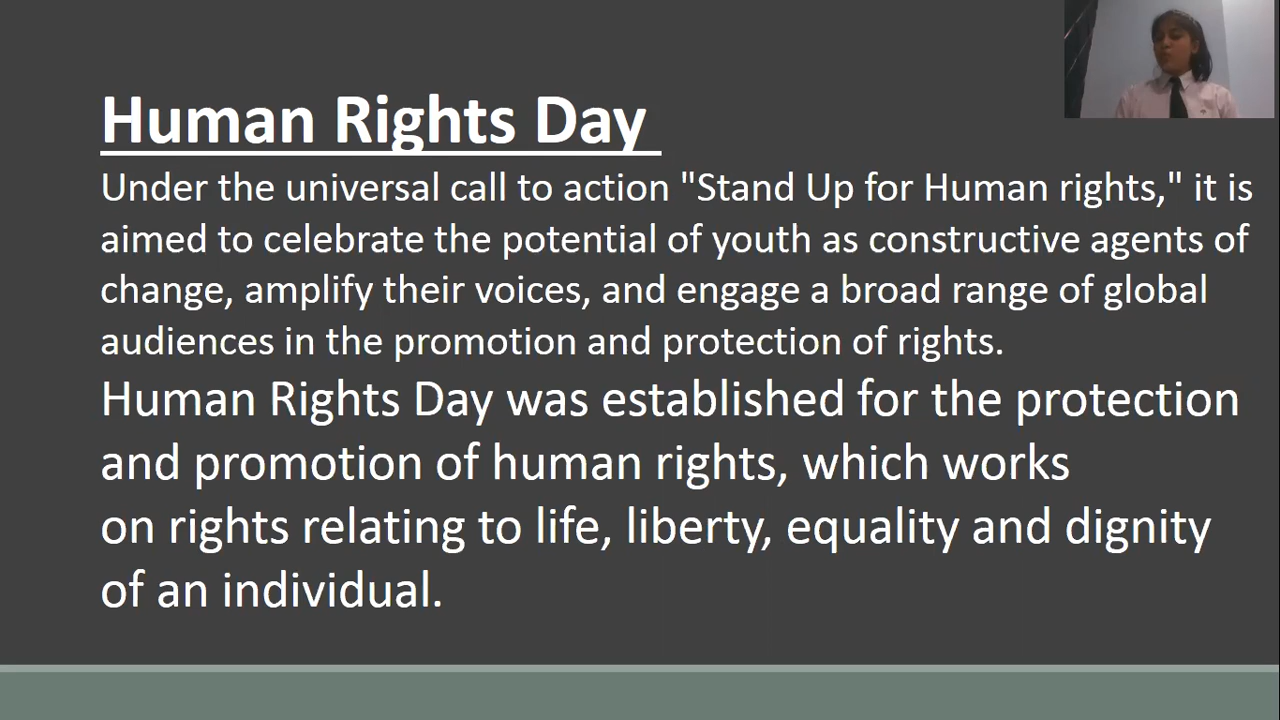 Human Rights Day
Under the universal call to action "Stand Up for Human rights," it is
aimed to celebrate the potential of youth as constructive agents of
change, amplify their voices, and engage a broad range of global
audiences in the promotion and protection of rights.
Human Rights Day was established for the protection
and promotion of human rights, which works
on rights relating to life, liberty, equality and dignity
of an individual.